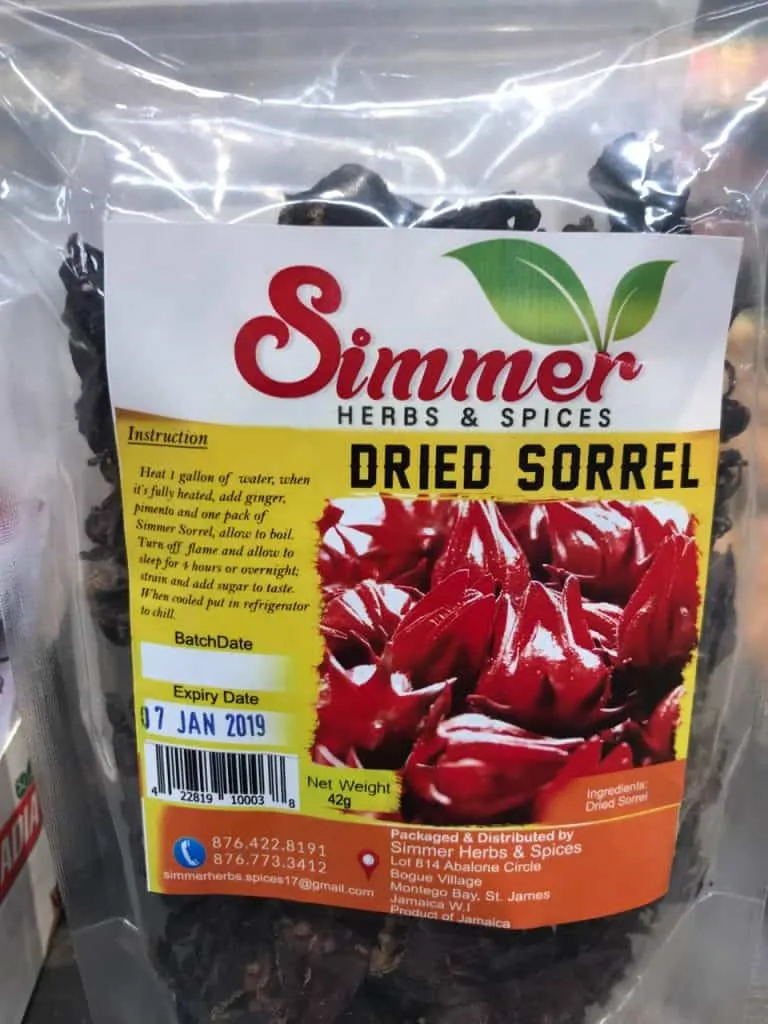 Simmer
HERBS & SPICES
DRIED SORREL
Instruction
Heat 1 gallon of water, when
it's fully heated, add ginger,
pimento and one pack of
Simmer Sorrel, allow to boil.
Turn off flame and allow to
sleep for 4 hours or overnight;
strain and add sugar to taste.
When cooled put in refrigerator
to chill.
BatchDate
Expiry Date
07 JAN 2019
4 22819 10003 8
Net Weight
42g
Ingredients:
Dried Sorrel
876.422.8191
876.773.3412
simmerherbs.spices17@gmail.com
Packaged & Distributed by
Simmer Herbs & Spices
Lot 814 Abalone Circle
Bogue Village
Montego Bay, St. James
Jamaica W.I
Product of Jamaica